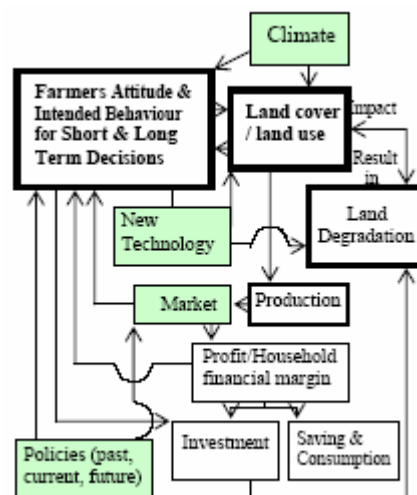 Climate
Farmers Attitude &
Intended Behaviour
for Short & Long
Term Decisions
Land cover
/ land use
Impact
Result
in
New
Technology
Land
Degradation
Market
Production
Profit/Household
financial margin
Policies (past,
current, future)
Investment
Saving &
Consumption